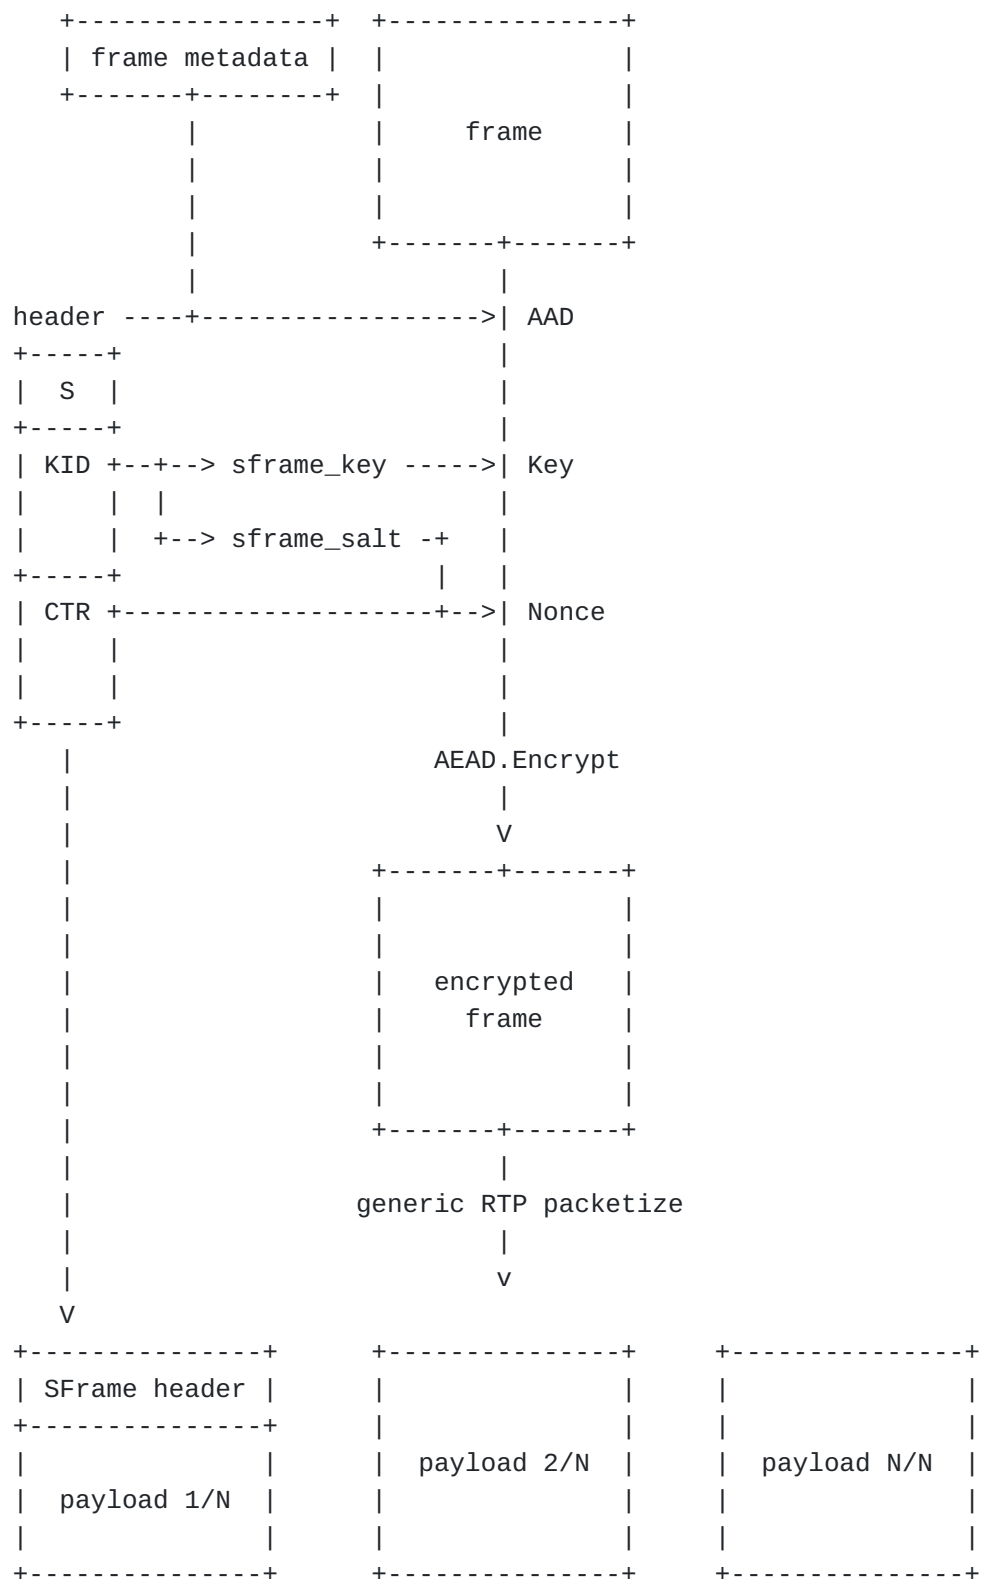 frame metadata
frame
header AAD
S
KID sframe_key Key
sframe_salt
CTR Nonce
AEAD.Encrypt
V
encrypted
frame
generic RTP packetize
v
V
SFrame header
payload 2/N payload N/N
payload 1/N